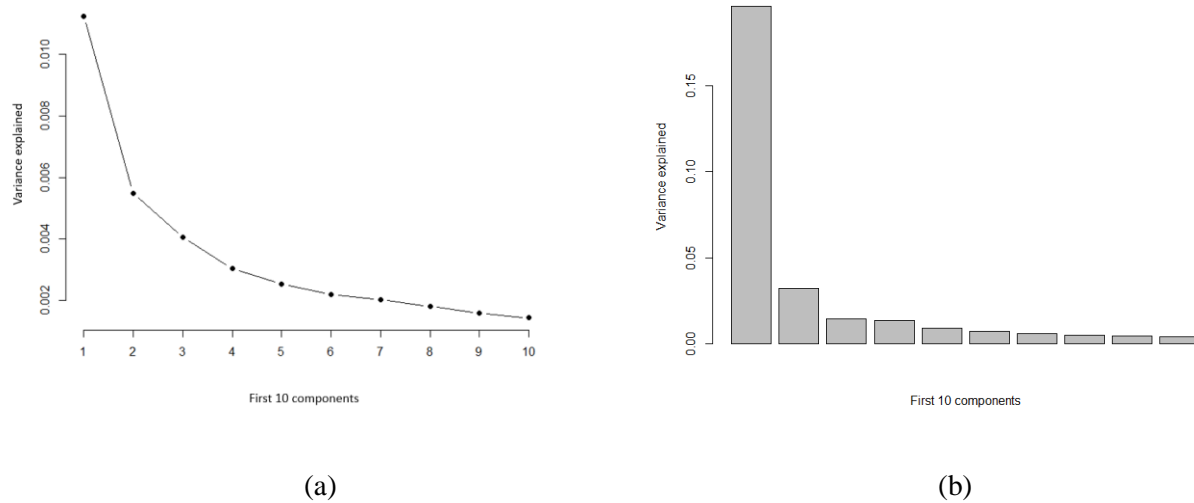 Variance explained
0.010
0.008
0.006
0.004
0.002
1 2 3 4 5 6 7 8 9 10
First 10 components
(a)
Variance explained
0.15
0.10
0.05
0.00
First 10 components
(b)